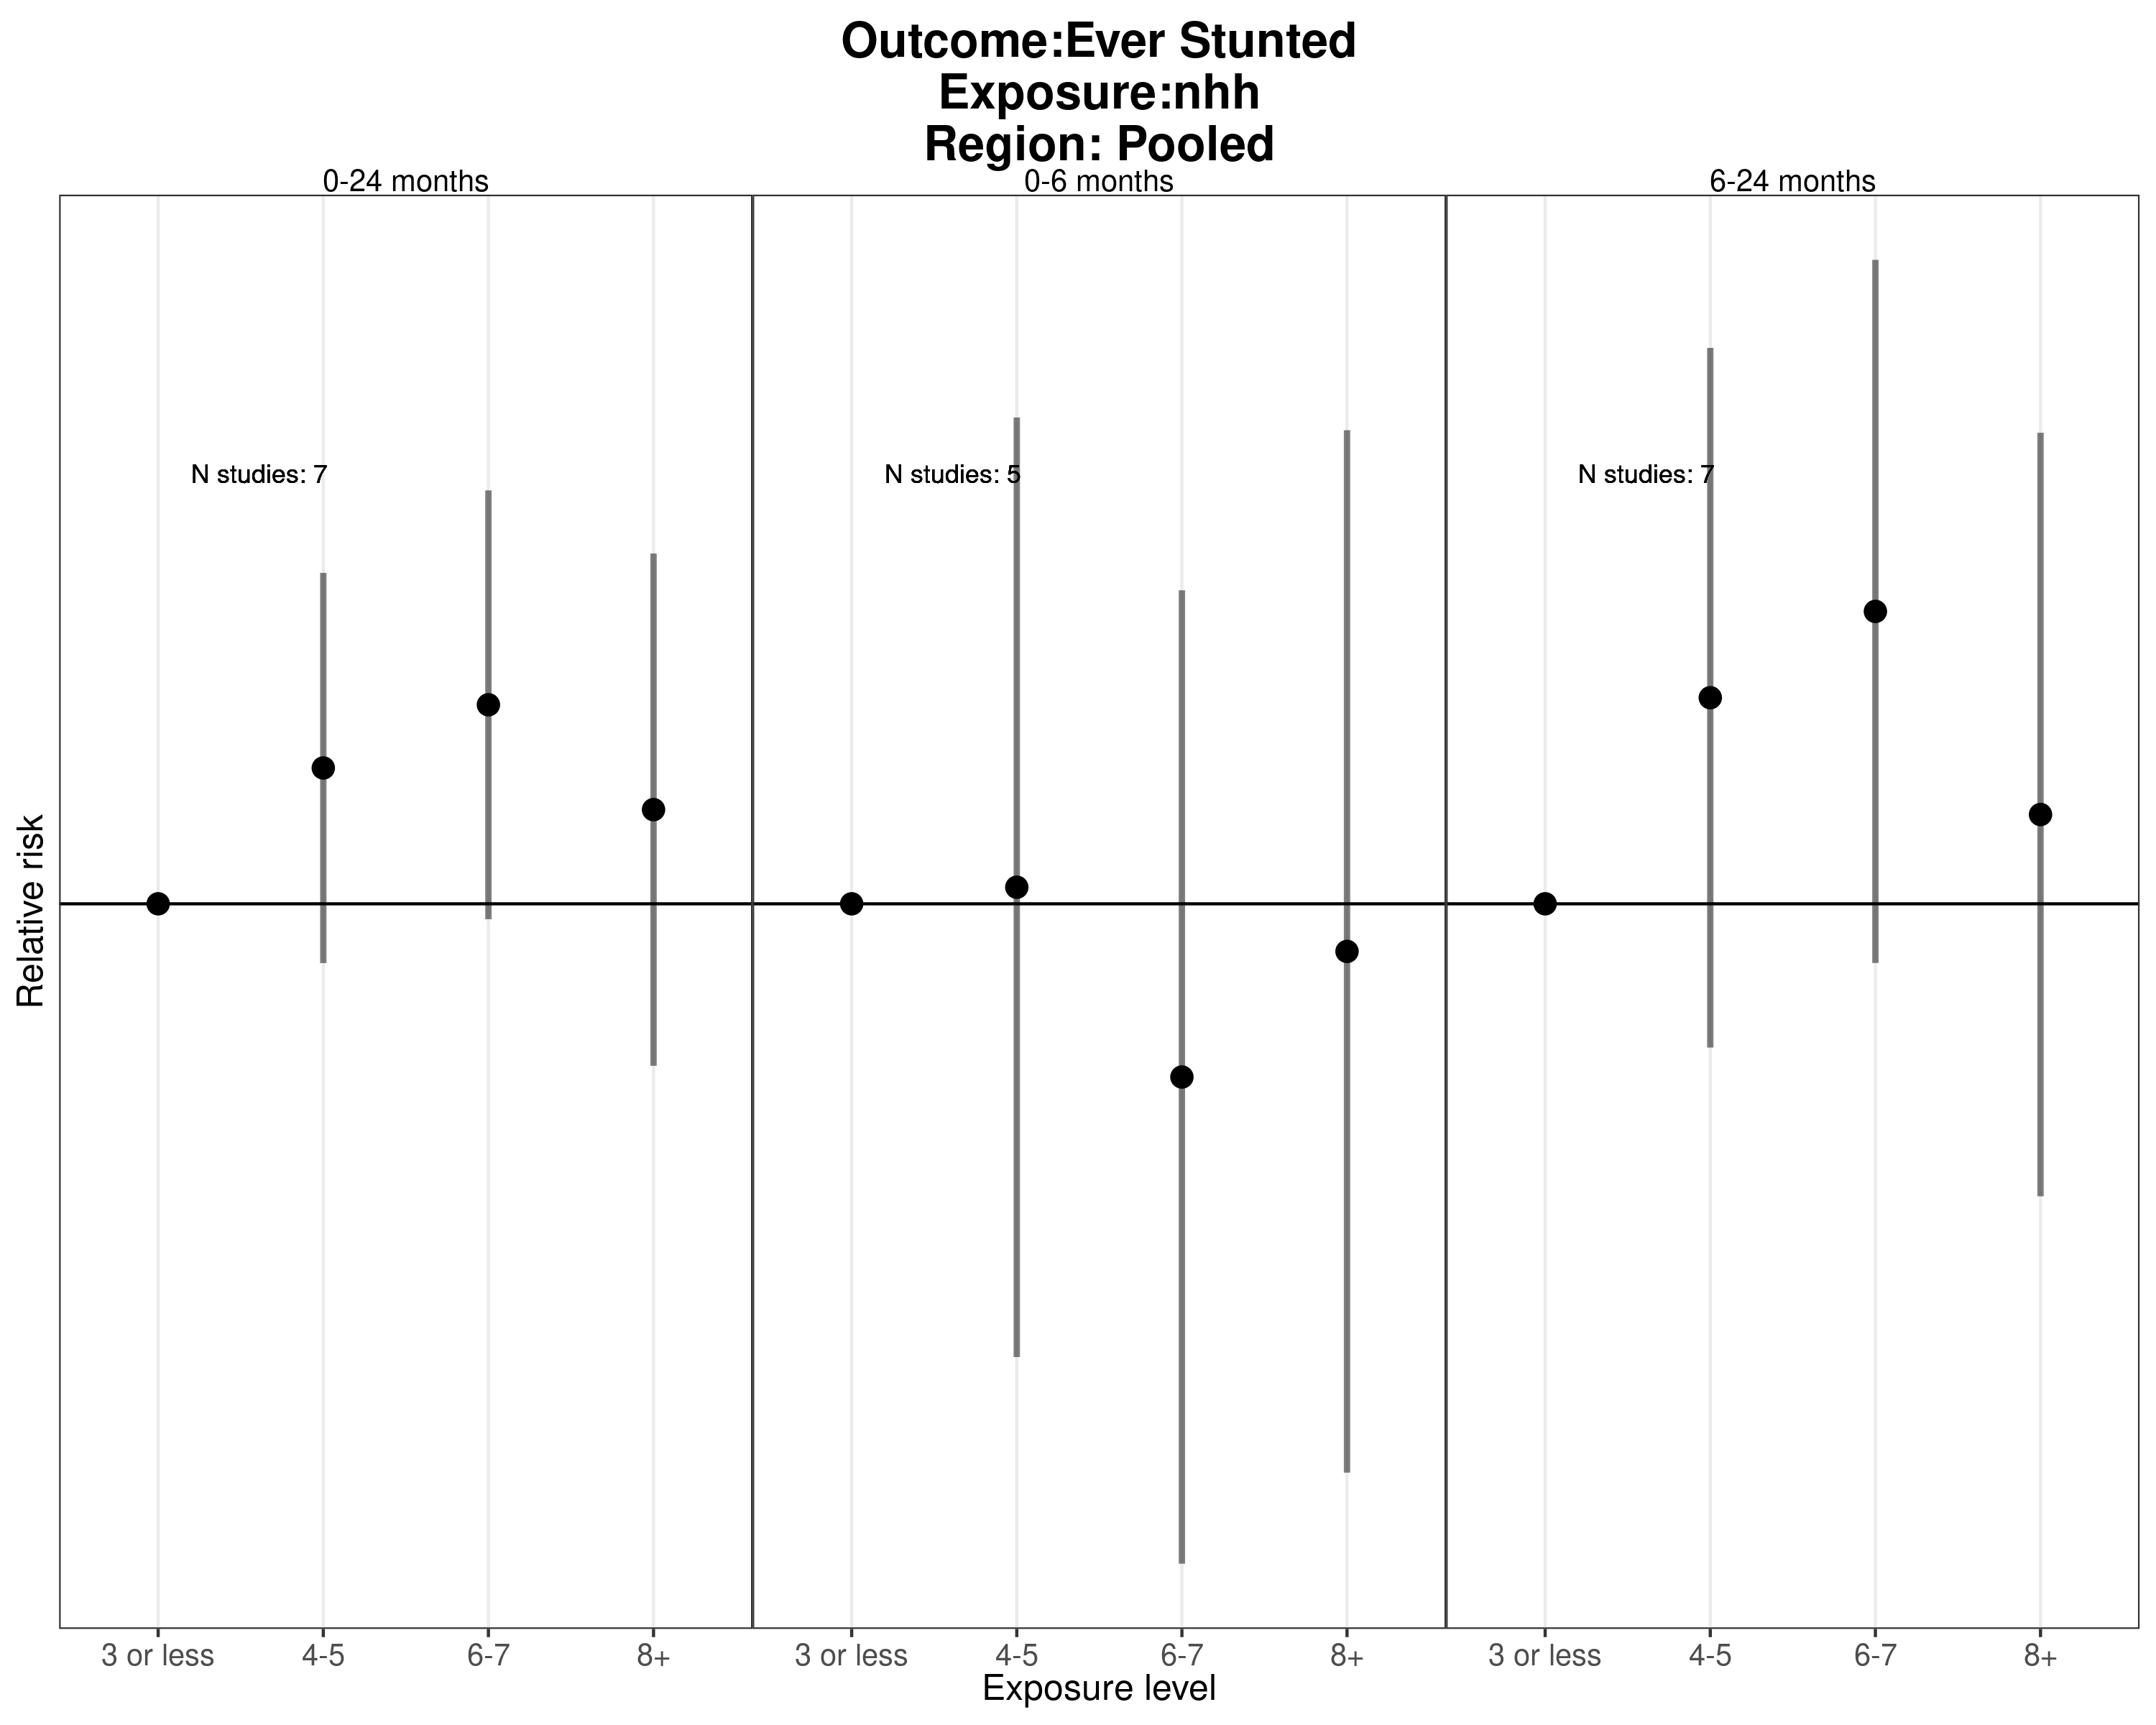 Outcome:Ever Stunted
Exposure:nhh
Region: Pooled
0-24 months
0-6 months
6-24 months
N studies: 7
N studies: 5
N studies: 7
Relative risk
3 or less
4-5
6-7
8+
3 or less
4-5
6-7
8+
3 or less
4-5
6-7
8+
Exposure level